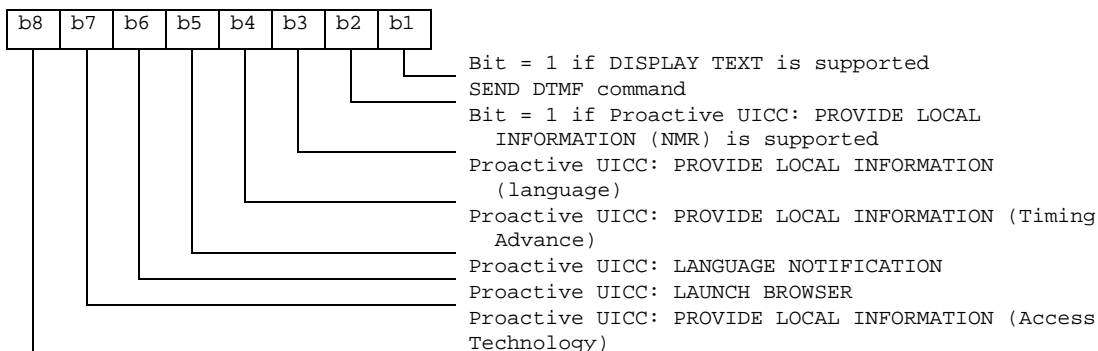 b8 b7 b6 b5 b4 b3 b2 b1
Bit = 1 if DISPLAY TEXT is supported
SEND DTMF command
Bit = 1 if Proactive UICC: PROVIDE LOCAL
INFORMATION (NMR) is supported
Proactive UICC: PROVIDE LOCAL INFORMATION
(language)
Proactive UICC: PROVIDE LOCAL INFORMATION (Timing
Advance)
Proactive UICC: LANGUAGE NOTIFICATION
Proactive UICC: LAUNCH BROWSER
Proactive UICC: PROVIDE LOCAL INFORMATION (Access
Technology)